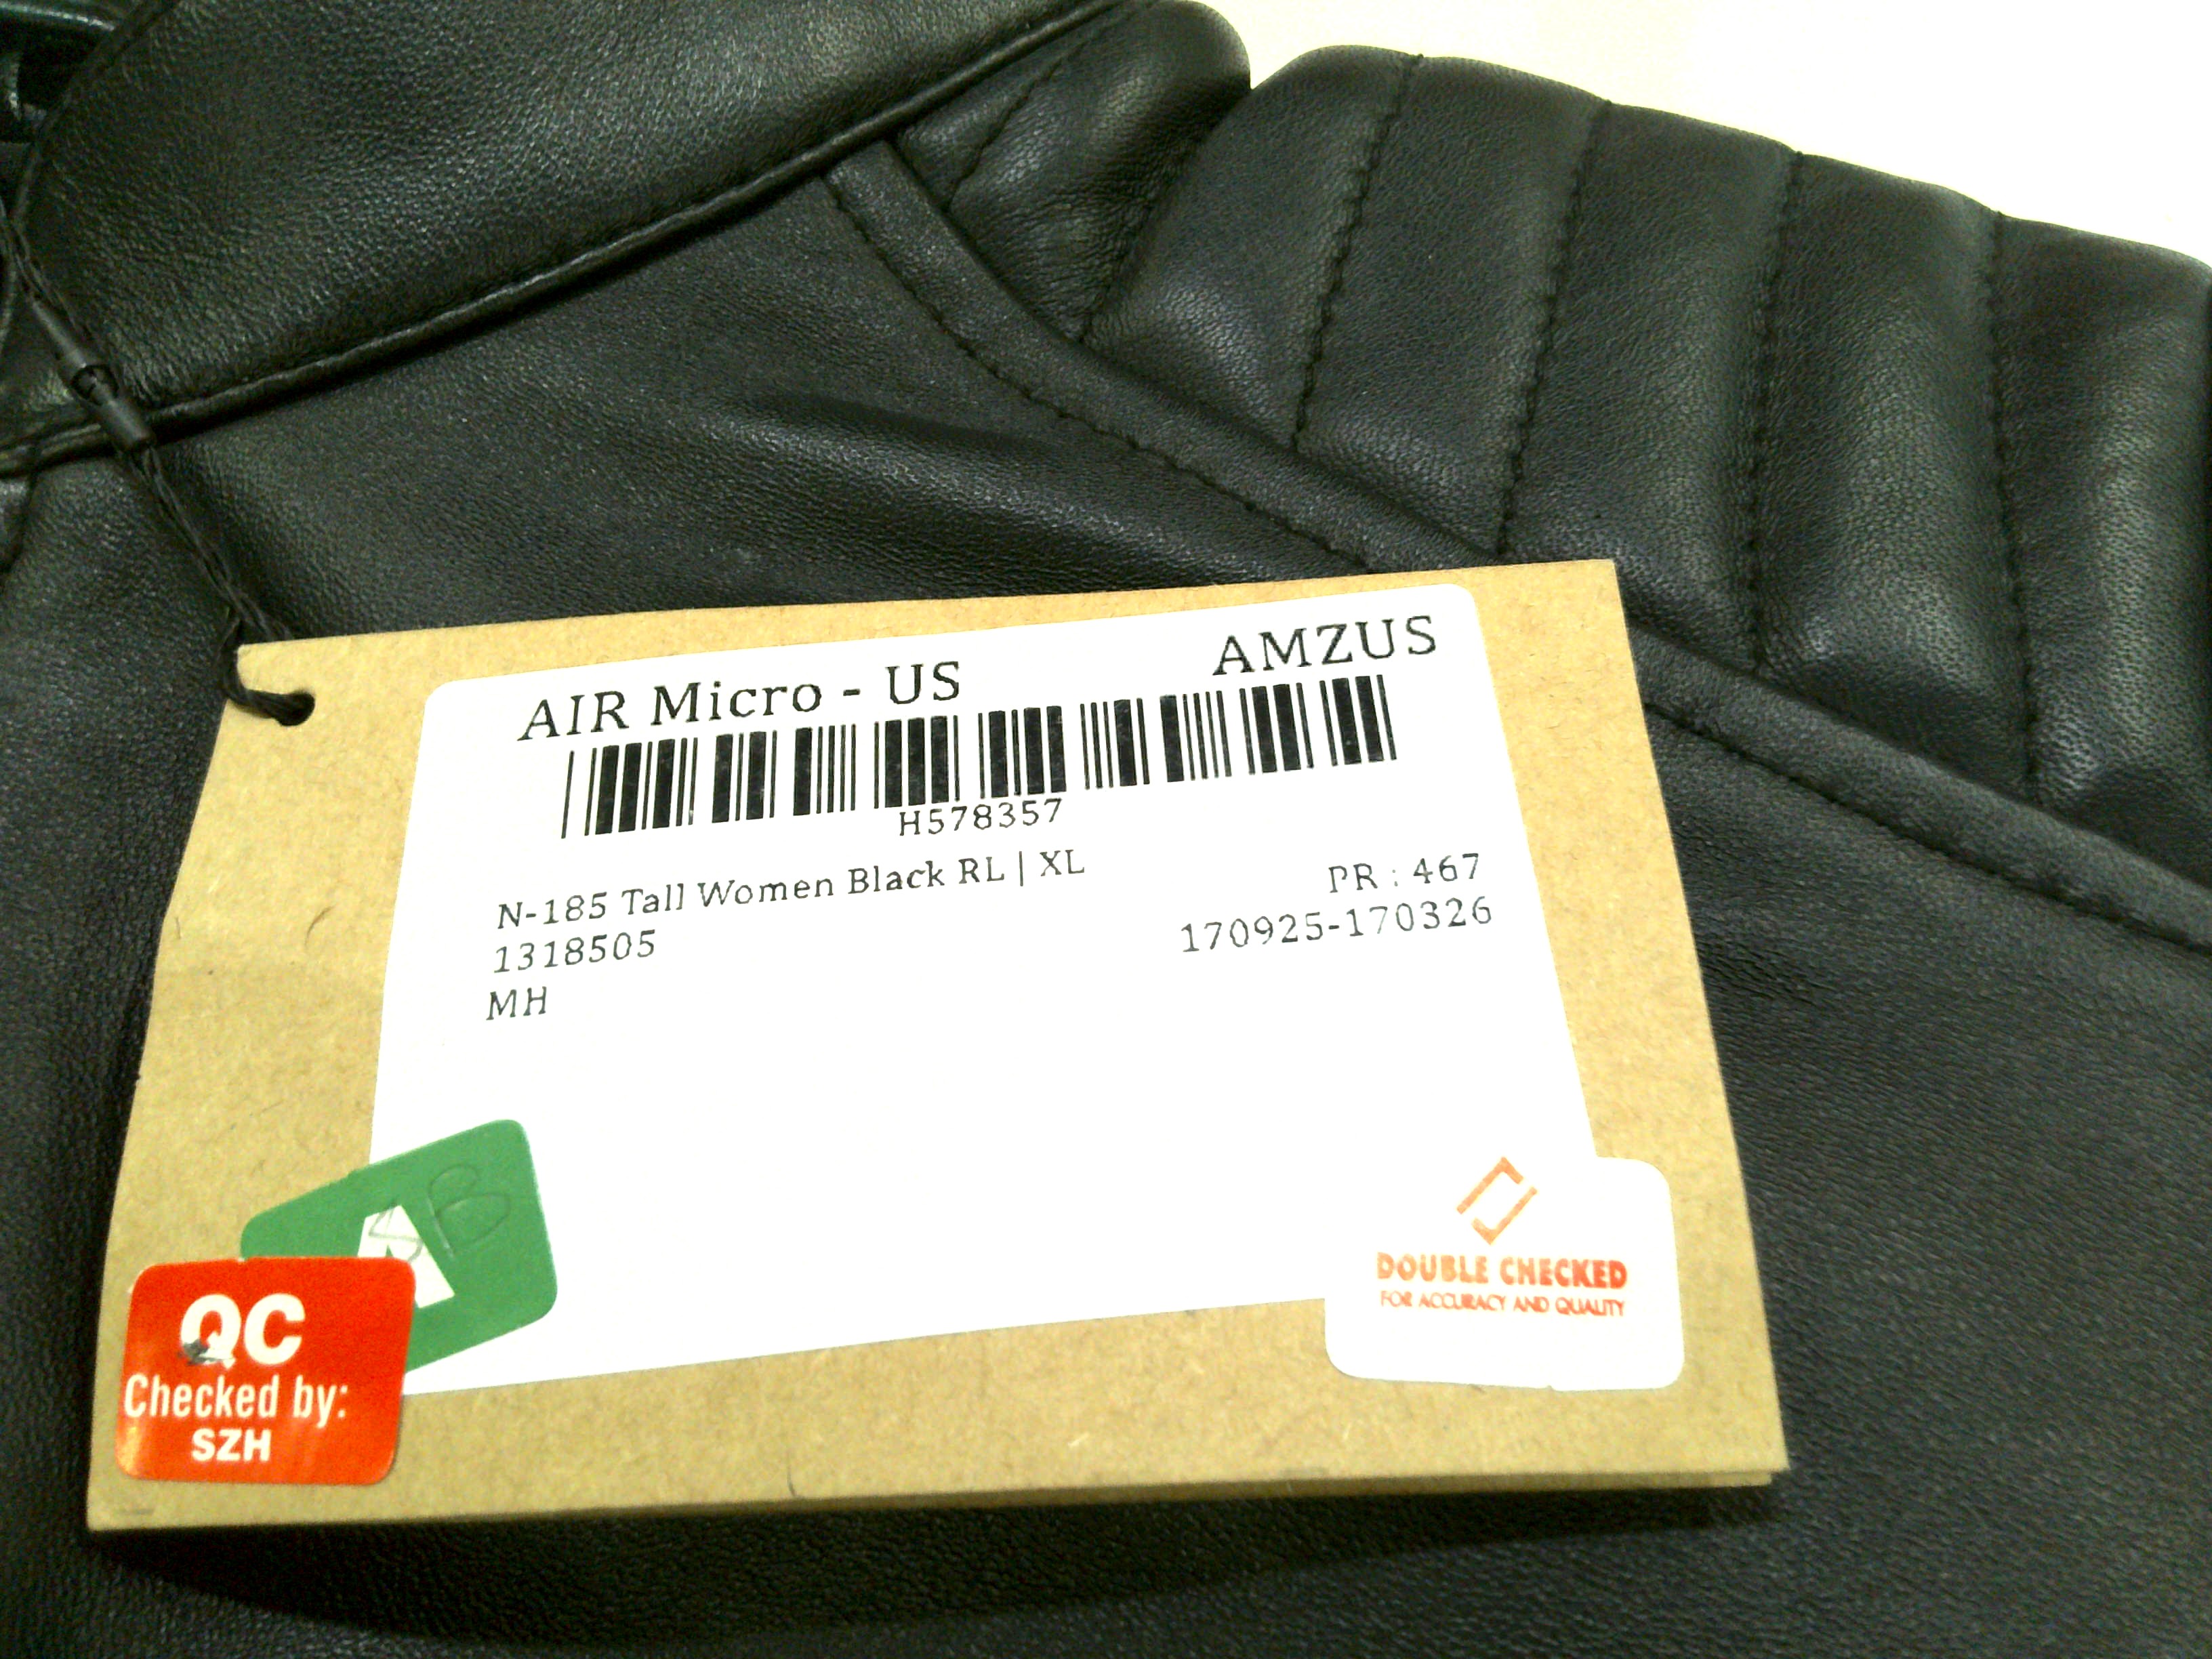 AIR Micro - US AMZUS
H578357
N-185 Tall Women Black RL | XL PR : 467
1318505 170925-170326
MH
QC
Checked by:
SZH
DOUBLE CHECKED
FOR ACCURACY AND QUALITY